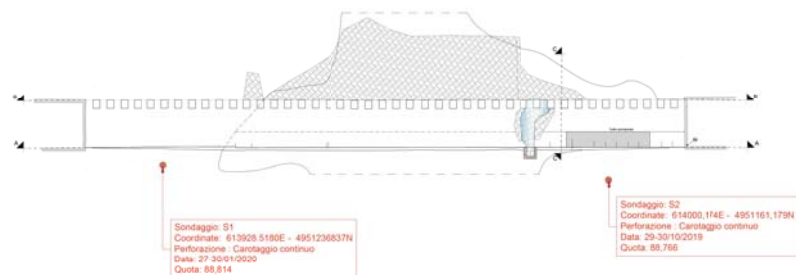 C
A
A
C
Sondaggio: S1
Coordinate: 613928.5180E - 4951236837N
Perforazione : Carotaggio continuo
Data: 27-30/01/2020
Quota: 88,814
Sondaggio: S2
Coordinate: 614000,174E - 4951161,179N
Perforazione : Carotaggio continuo
Data: 29-30/10/2019
Quota: 88,766